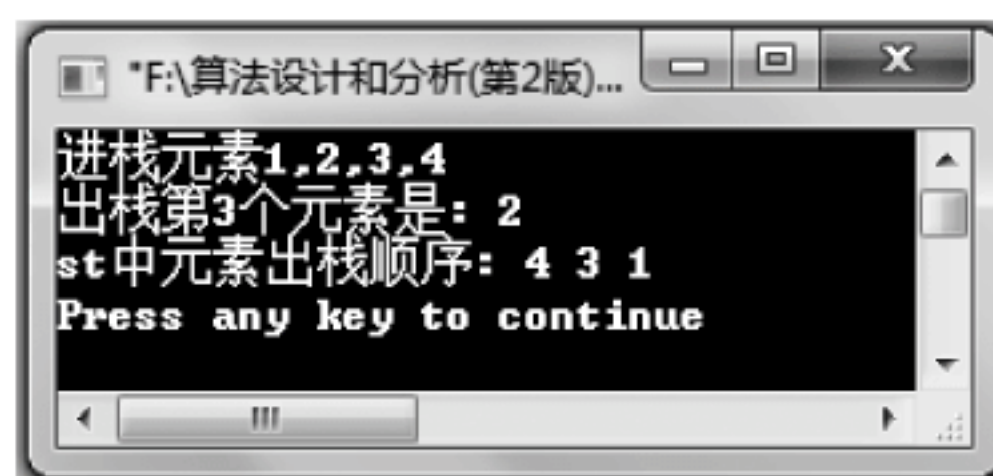 "F:\算法设计和分析(第2版)...
进栈元素1,2,3,4
出栈第3个元素是: 2
st中元素出栈顺序: 4 3 1
Press any key to continue